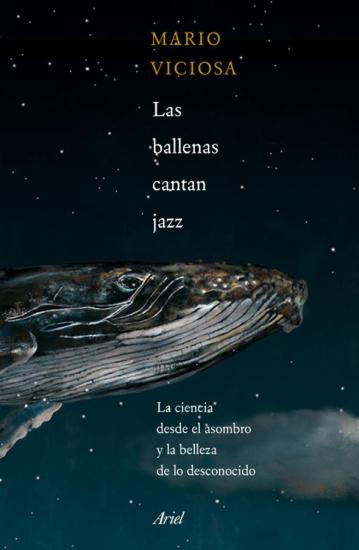 MARIO
VICIOSA
Las
ballenas
cantan
jazz
La ciencia
desde el asombro
y la belleza
de lo desconocido
Ariel